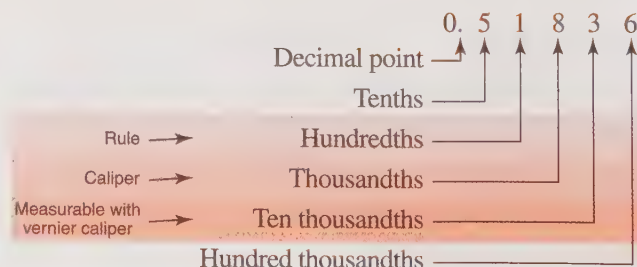 0. 5 1 8 3 6
Decimal point
Tenths
Rule Hundredths
Caliper Thousandths
Measurable with
vernier caliper Ten thousandths
Hundred thousandths